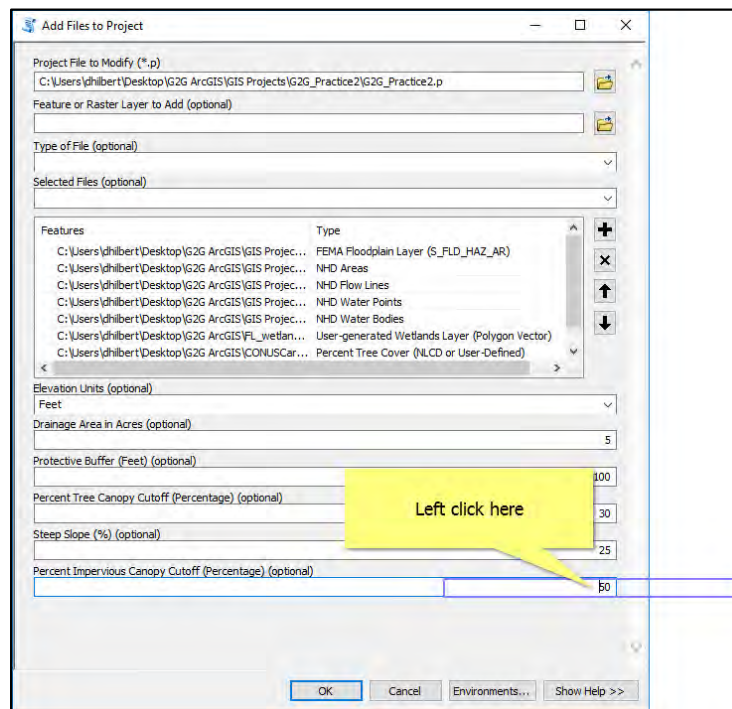 Add Files to Project
Project File to Modify (*.p)
C:\Users\dhilbert\Desktop\G2G ArcGIS\GIS Projects\G2G_Practice2\G2G_Practice2.p
Feature or Raster Layer to Add (optional)
Type of File (optional)
Selected Files (optional)
Features Type
C:\Users\dhilbert\Desktop\G2G ArcGIS\GIS Projec... FEMA Floodplain Layer (S_FLD_HAZ_AR)
C:\Users\dhilbert\Desktop\G2G ArcGIS\GIS Projec... NHD Areas
C:\Users\dhilbert\Desktop\G2G ArcGIS\GIS Projec... NHD Flow Lines
C:\Users\dhilbert\Desktop\G2G ArcGIS\GIS Projec... NHD Water Points
C:\Users\dhilbert\Desktop\G2G ArcGIS\GIS Projec... NHD Water Bodies
C:\Users\dhilbert\Desktop\G2G ArcGIS\FL_wetlan... User-generated Wetlands Layer (Polygon Vector)
C:\Users\dhilbert\Desktop\G2G ArcGIS\CONUSCar... Percent Tree Cover (NLCD or User-Defined)
Elevation Units (optional)
Feet
Drainage Area in Acres (optional)
5
Protective Buffer (Feet) (optional)
100
Percent Tree Canopy Cutoff (Percentage) (optional)
30
Left click here
Steep Slope (%) (optional)
25
Percent Impervious Canopy Cutoff (Percentage) (optional)
50
OK Cancel Environments... Show Help >>